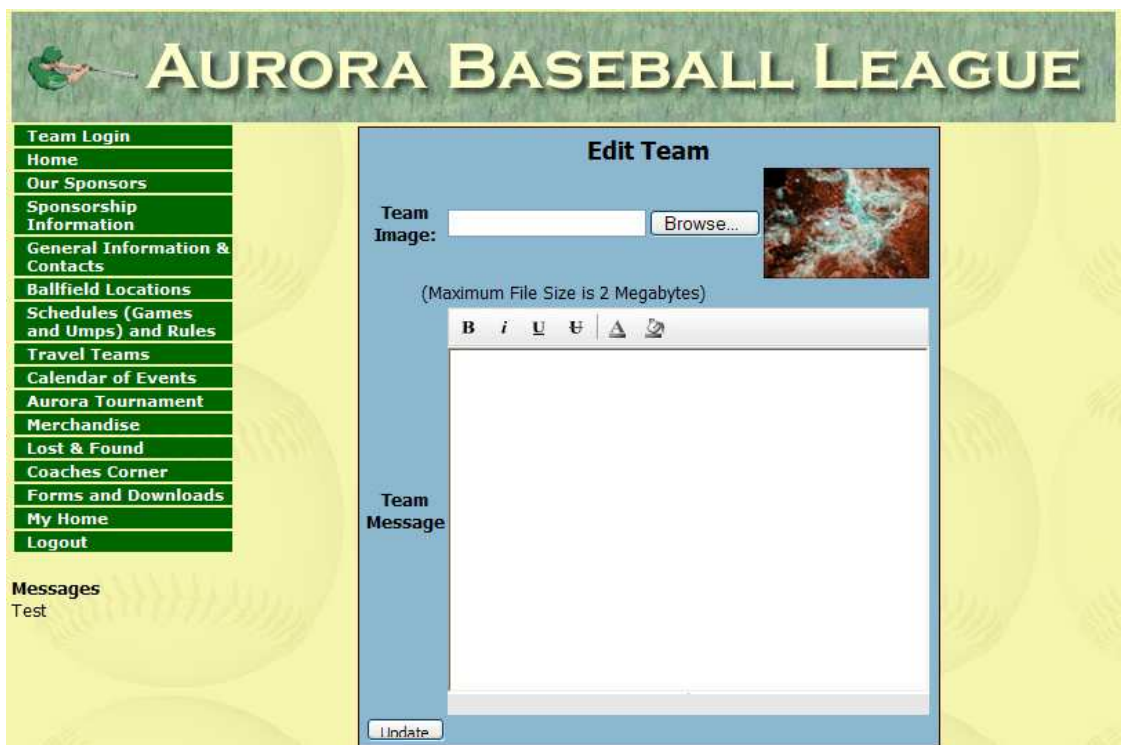 AURORA BASEBALL LEAGUE
Team Login
Home
Our Sponsors
Sponsorship
Information
General Information &
Contacts
Ballfield Locations
Schedules (Games
and Umps) and Rules
Travel Teams
Calendar of Events
Aurora Tournament
Merchandise
Lost & Found
Coaches Corner
Forms and Downloads
My Home
Logout
Messages
Test
Edit Team
Team
Image:
Browse...
(Maximum File Size is 2 Megabytes)
B i U U A
Team
Message
Update